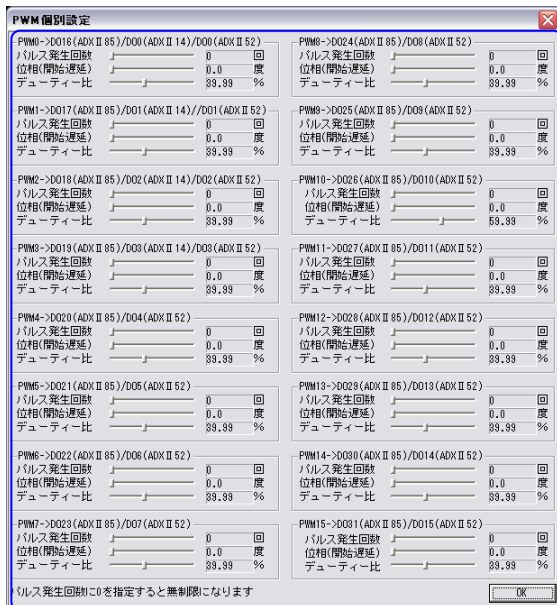 PWM個別設定
PWM0->DO16(ADXⅡ85)/DO0(ADXⅡ14)/DO0(ADXⅡ52)
パルス発生回数 0 回
位相(開始遅延) 0.0 度
デューティー比 39.99 %
PWM1->DO17(ADXⅡ85)/DO1(ADXⅡ14)//DO1(ADXⅡ52)
パルス発生回数 0 回
位相(開始遅延) 0.0 度
デューティー比 39.99 %
PWM2->DO18(ADXⅡ85)/DO2(ADXⅡ14)/DO2(ADXⅡ52)
パルス発生回数 0 回
位相(開始遅延) 0.0 度
デューティー比 39.99 %
PWM3->DO19(ADXⅡ85)/DO3(ADXⅡ14)/DO3(ADXⅡ52)
パルス発生回数 0 回
位相(開始遅延) 0.0 度
デューティー比 39.99 %
PWM4->DO20(ADXⅡ85)/DO4(ADXⅡ52)
パルス発生回数 0 回
位相(開始遅延) 0.0 度
デューティー比 39.99 %
PWM5->DO21(ADXⅡ85)/DO5(ADXⅡ52)
パルス発生回数 0 回
位相(開始遅延) 0.0 度
デューティー比 39.99 %
PWM6->DO22(ADXⅡ85)/DO6(ADXⅡ52)
パルス発生回数 0 回
位相(開始遅延) 0.0 度
デューティー比 39.99 %
PWM7->DO23(ADXⅡ85)/DO7(ADXⅡ52)
パルス発生回数 0 回
位相(開始遅延) 0.0 度
デューティー比 39.99 %
PWM8->DO24(ADXⅡ85)/DO8(ADXⅡ52)
パルス発生回数 0 回
位相(開始遅延) 0.0 度
デューティー比 39.99 %
PWM9->DO25(ADXⅡ85)/DO9(ADXⅡ52)
パルス発生回数 0 回
位相(開始遅延) 0.0 度
デューティー比 39.99 %
PWM10->DO26(ADXⅡ85)/DO10(ADXⅡ52)
パルス発生回数 0 回
位相(開始遅延) 0.0 度
デューティー比 59.99 %
PWM11->DO27(ADXⅡ85)/DO11(ADXⅡ52)
パルス発生回数 0 回
位相(開始遅延) 0.0 度
デューティー比 39.99 %
PWM12->DO28(ADXⅡ85)/DO12(ADXⅡ52)
パルス発生回数 0 回
位相(開始遅延) 0.0 度
デューティー比 39.99 %
PWM13->DO29(ADXⅡ85)/DO13(ADXⅡ52)
パルス発生回数 0 回
位相(開始遅延) 0.0 度
デューティー比 39.99 %
PWM14->DO30(ADXⅡ85)/DO14(ADXⅡ52)
パルス発生回数 0 回
位相(開始遅延) 0.0 度
デューティー比 39.99 %
PWM15->DO31(ADXⅡ85)/DO15(ADXⅡ52)
パルス発生回数 0 回
位相(開始遅延) 0.0 度
デューティー比 39.99 %
パルス発生回数に0を指定すると無制限になります
OK